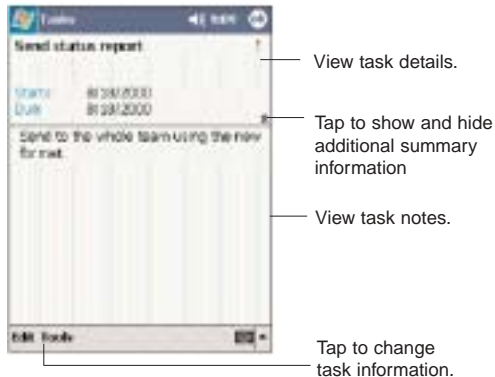 Tasks
Send status report
View task details.
Starts 8/19/2000
Due 8/19/2000
Tap to show and hide
additional summary
information
Send to the whole team using the new
format.
View task notes.
Edit Tools
Tap to change
task information.